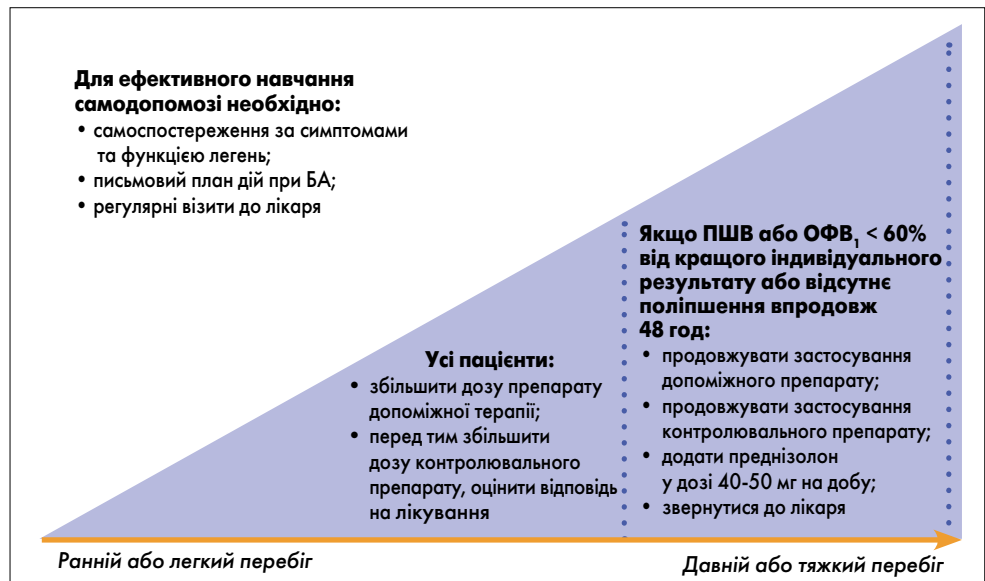 Для ефективного навчання
самодопомозі необхідно:
• самоспостереження за симптомами
та функцією легень;
• письмовий план дій при БА;
• регулярні візити до лікаря
Усі пацієнти:
• збільшити дозу препарату
допоміжної терапії;
• перед тим збільшити
дозу контролювального
препарату, оцінити відповідь
на лікування
Якщо ПШВ або ОФВ₁ < 60%
від кращого індивідуального
результату або відсутнє
поліпшення впродовж
48 год:
• продовжувати застосування
допоміжного препарату;
• продовжувати застосування
контролювального препарату;
• додати преднізолон
у дозі 40-50 мг на добу;
• звернутися до лікаря
Ранній або легкий перебіг
Давній або тяжкий перебіг